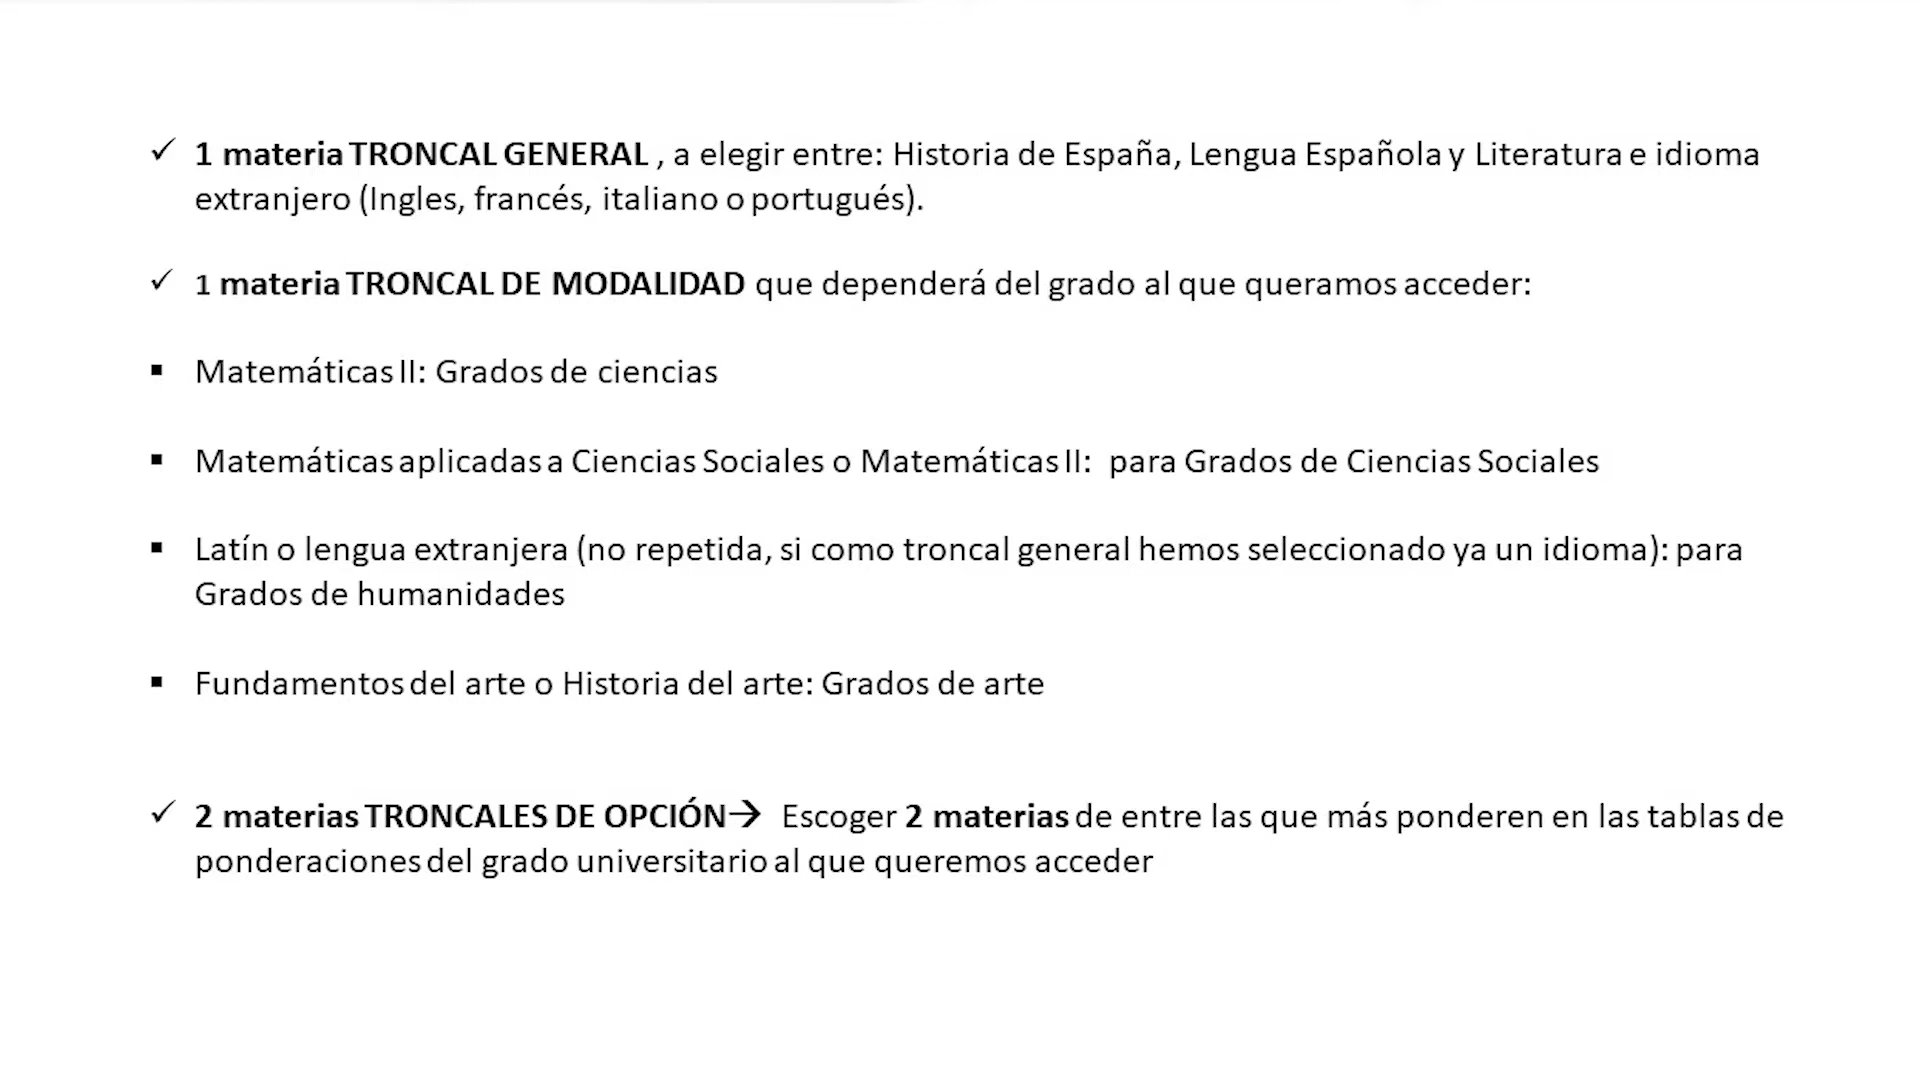 ✓ 1 materia TRONCAL GENERAL , a elegir entre: Historia de España, Lengua Española y Literatura e idioma
extranjero (Ingles, francés, italiano o portugués).
✓ 1 materia TRONCAL DE MODALIDAD que dependerá del grado al que queramos acceder:
▪ Matemáticas II: Grados de ciencias
▪ Matemáticas aplicadas a Ciencias Sociales o Matemáticas II: para Grados de Ciencias Sociales
▪ Latín o lengua extranjera (no repetida, si como troncal general hemos seleccionado ya un idioma): para
Grados de humanidades
▪ Fundamentos del arte o Historia del arte: Grados de arte
✓ 2 materias TRONCALES DE OPCIÓN→ Escoger 2 materias de entre las que más ponderen en las tablas de
ponderaciones del grado universitario al que queremos acceder